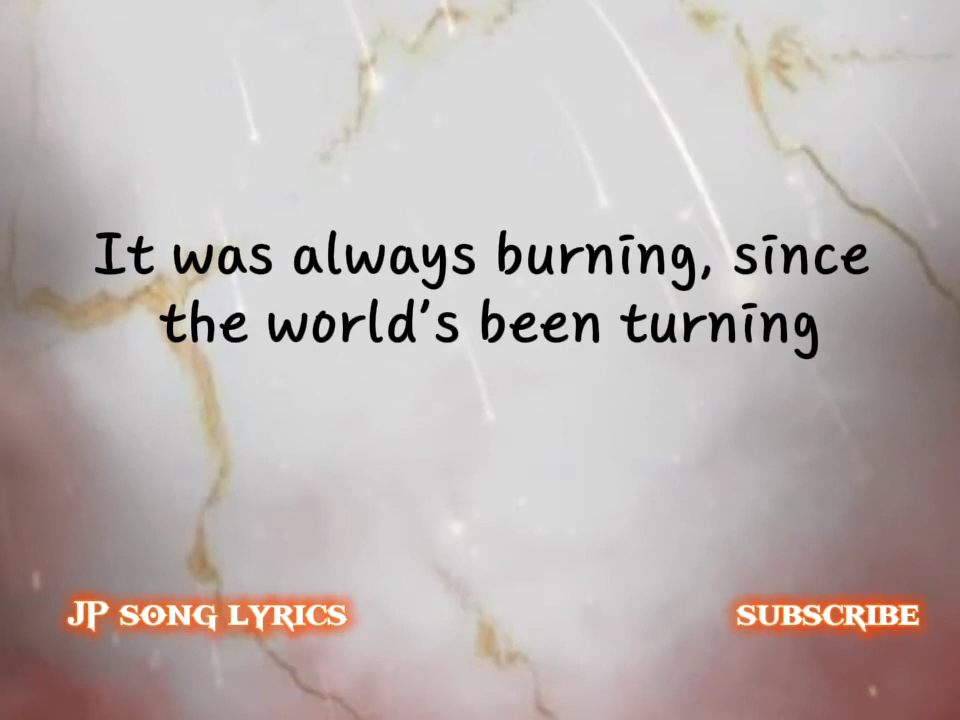 It was always burning, since
the world's been turning
JP SONG LYRICS
SUBSCRIBE